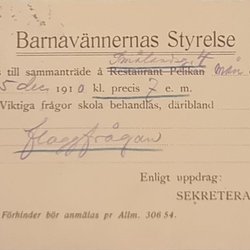 Barnavännernas Styrelse
s till sammanträde å Restaurant Pelikan
5 dec. 1910 kl. precis 7 e. m.
Viktiga frågor skola behandlas, däribland
flaggfrågan
Enligt uppdrag:
SEKRETERA
Förhinder bör anmälas pr Allm. 306 54.